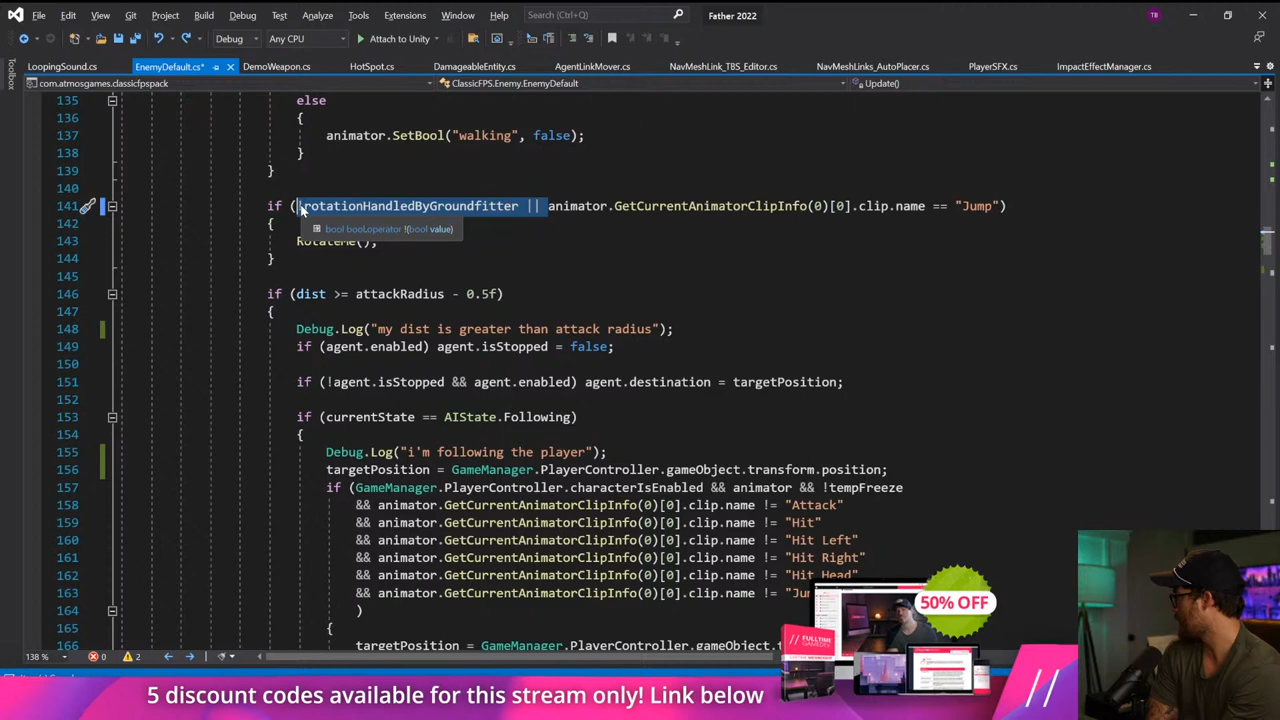 File Edit View Git Project Build Debug Test Analyze Tools Extensions Window Help Search (Ctrl+Q) Father 2022 TB
Debug Any CPU Attach to Unity
Toolbox
LoopingSound.cs EnemyDefault.cs* DemoWeapon.cs HotSpot.cs DamageableEntity.cs AgentLinkMover.cs NavMeshLink_TBS_Editor.cs NavMeshLinks_AutoPlacer.cs PlayerSFX.cs ImpactEffectManager.cs
com.atmosgames.classicfpspack ClassicFPS.Enemy.EnemyDefault Update()
135 else
136 {
137 animator.SetBool("walking", false);
138 }
139 }
140
141 if (!rotationHandledByGroundfitter || animator.GetCurrentAnimatorClipInfo(0)[0].clip.name == "Jump")
142 {
bool bool.operator !(bool value)
143 RotateMe();
144 }
145
146 if (dist >= attackRadius - 0.5f)
147 {
148 Debug.Log("my dist is greater than attack radius");
149 if (agent.enabled) agent.isStopped = false;
150
151 if (!agent.isStopped && agent.enabled) agent.destination = targetPosition;
152
153 if (currentState == AIState.Following)
154 {
155 Debug.Log("i'm following the player");
156 targetPosition = GameManager.PlayerController.gameObject.transform.position;
157 if (GameManager.PlayerController.characterIsEnabled && animator && !tempFreeze
158 && animator.GetCurrentAnimatorClipInfo(0)[0].clip.name != "Attack"
159 && animator.GetCurrentAnimatorClipInfo(0)[0].clip.name != "Hit"
160 && animator.GetCurrentAnimatorClipInfo(0)[0].clip.name != "Hit Left"
161 && animator.GetCurrentAnimatorClipInfo(0)[0].clip.name != "Hit Right"
162 && animator.GetCurrentAnimatorClipInfo(0)[0].clip.name != "Hit Head"
163 && animator.GetCurrentAnimatorClipInfo(0)[0].clip.name !=
164 )
165 {
166 targetPosition = GameManager.PlayerController.gameObject
138 % 0 2
50% OFF
FULLTIME
GAMEDEV
5 discount codes available for this stream only! Link below
//